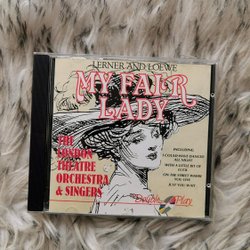 LERNER AND LOEWE
MY FAIR
LADY
THE
LONDON
THEATRE
ORCHESTRA
& SINGERS
INCLUDING
I COULD HAVE DANCED
ALL NIGHT
WITH A LITTLE BIT OF
LUCK
ON THE STREET WHERE
YOU LIVE
JUST YOU WAIT
Double Play